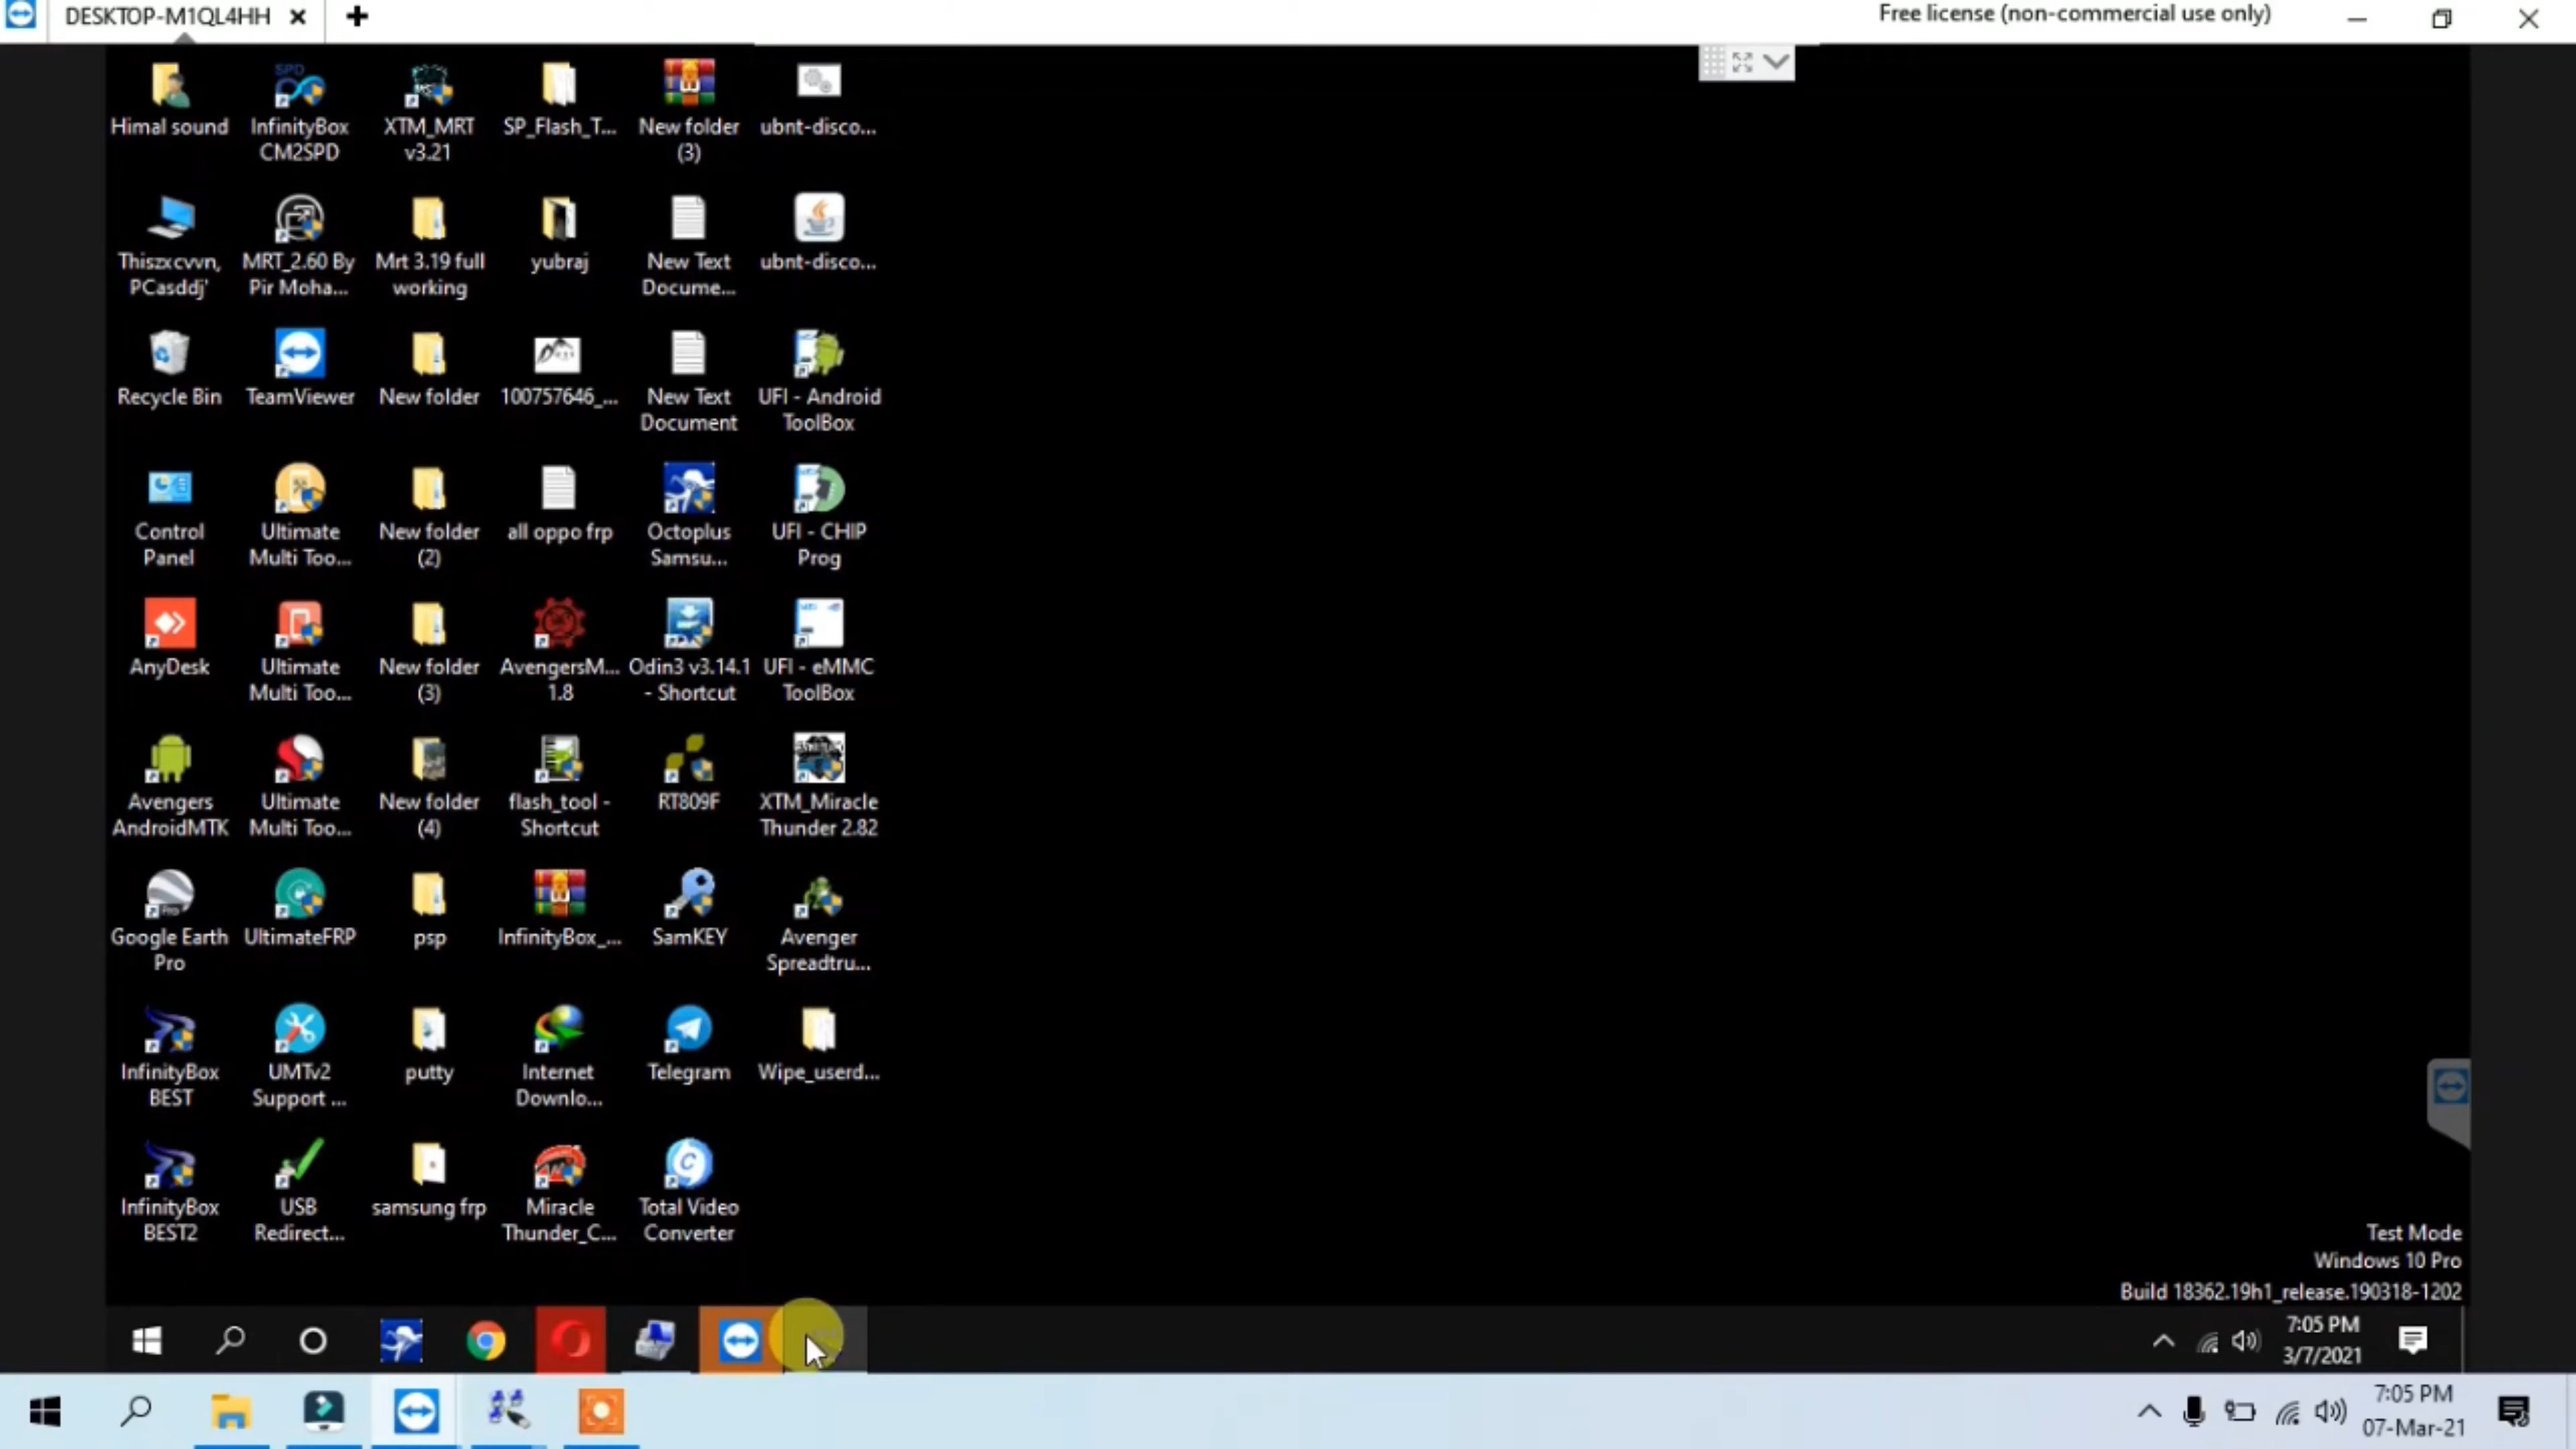 DESKTOP-M1QL4HH
Free license (non-commercial use only)
Himal sound
SPD
InfinityBox
CM2SPD
XTM_MRT
v3.21
SP_Flash_T...
New folder
(3)
ubnt-disco...
Thiszxcvvn,
PCasddj'
MRT_2.60 By
Pir Moha...
Mrt 3.19 full
working
yubraj
New Text
Docume...
ubnt-disco...
Recycle Bin
TeamViewer
New folder
100757646_...
New Text
Document
UFI - Android
ToolBox
Control
Panel
Ultimate
Multi Too...
New folder
(2)
all oppo frp
Octoplus
Samsu...
UFI - CHIP
Prog
AnyDesk
Ultimate
Multi Too...
New folder
(3)
AvengersM...
1.8
Odin3 v3.14.1
- Shortcut
UFI - eMMC
ToolBox
Avengers
AndroidMTK
Ultimate
Multi Too...
New folder
(4)
flash_tool -
Shortcut
RT809F
XTM_Miracle
Thunder 2.82
Google Earth
Pro
UltimateFRP
psp
InfinityBox_...
SamKEY
Avenger
Spreadtru...
InfinityBox
BEST
UMTv2
Support ...
putty
Internet
Downlo...
Telegram
Wipe_userd...
InfinityBox
BEST2
USB
Redirect...
samsung frp
Miracle
Thunder_C...
Total Video
Converter
Test Mode
Windows 10 Pro
Build 18362.19h1_release.190318-1202
7:05 PM
3/7/2021
7:05 PM
07-Mar-21